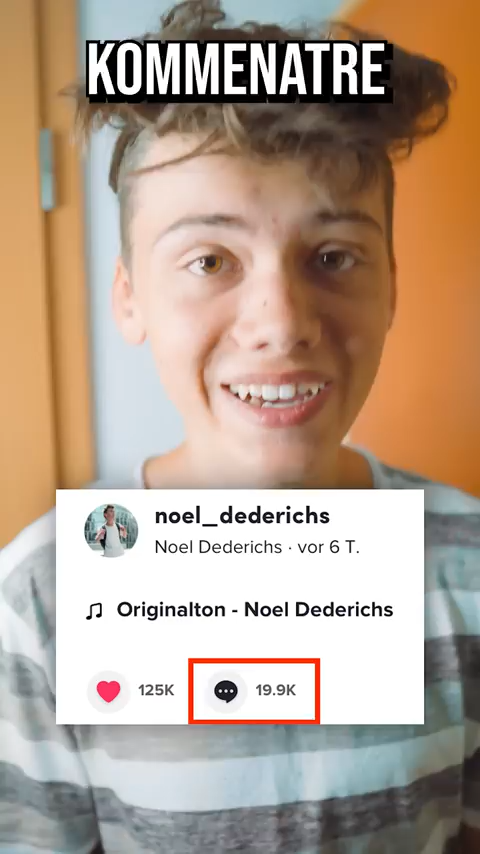 KOMMENATRE
noel_dederichs
Noel Dederichs · vor 6 T.
Originalton - Noel Dederichs
125K 19.9K